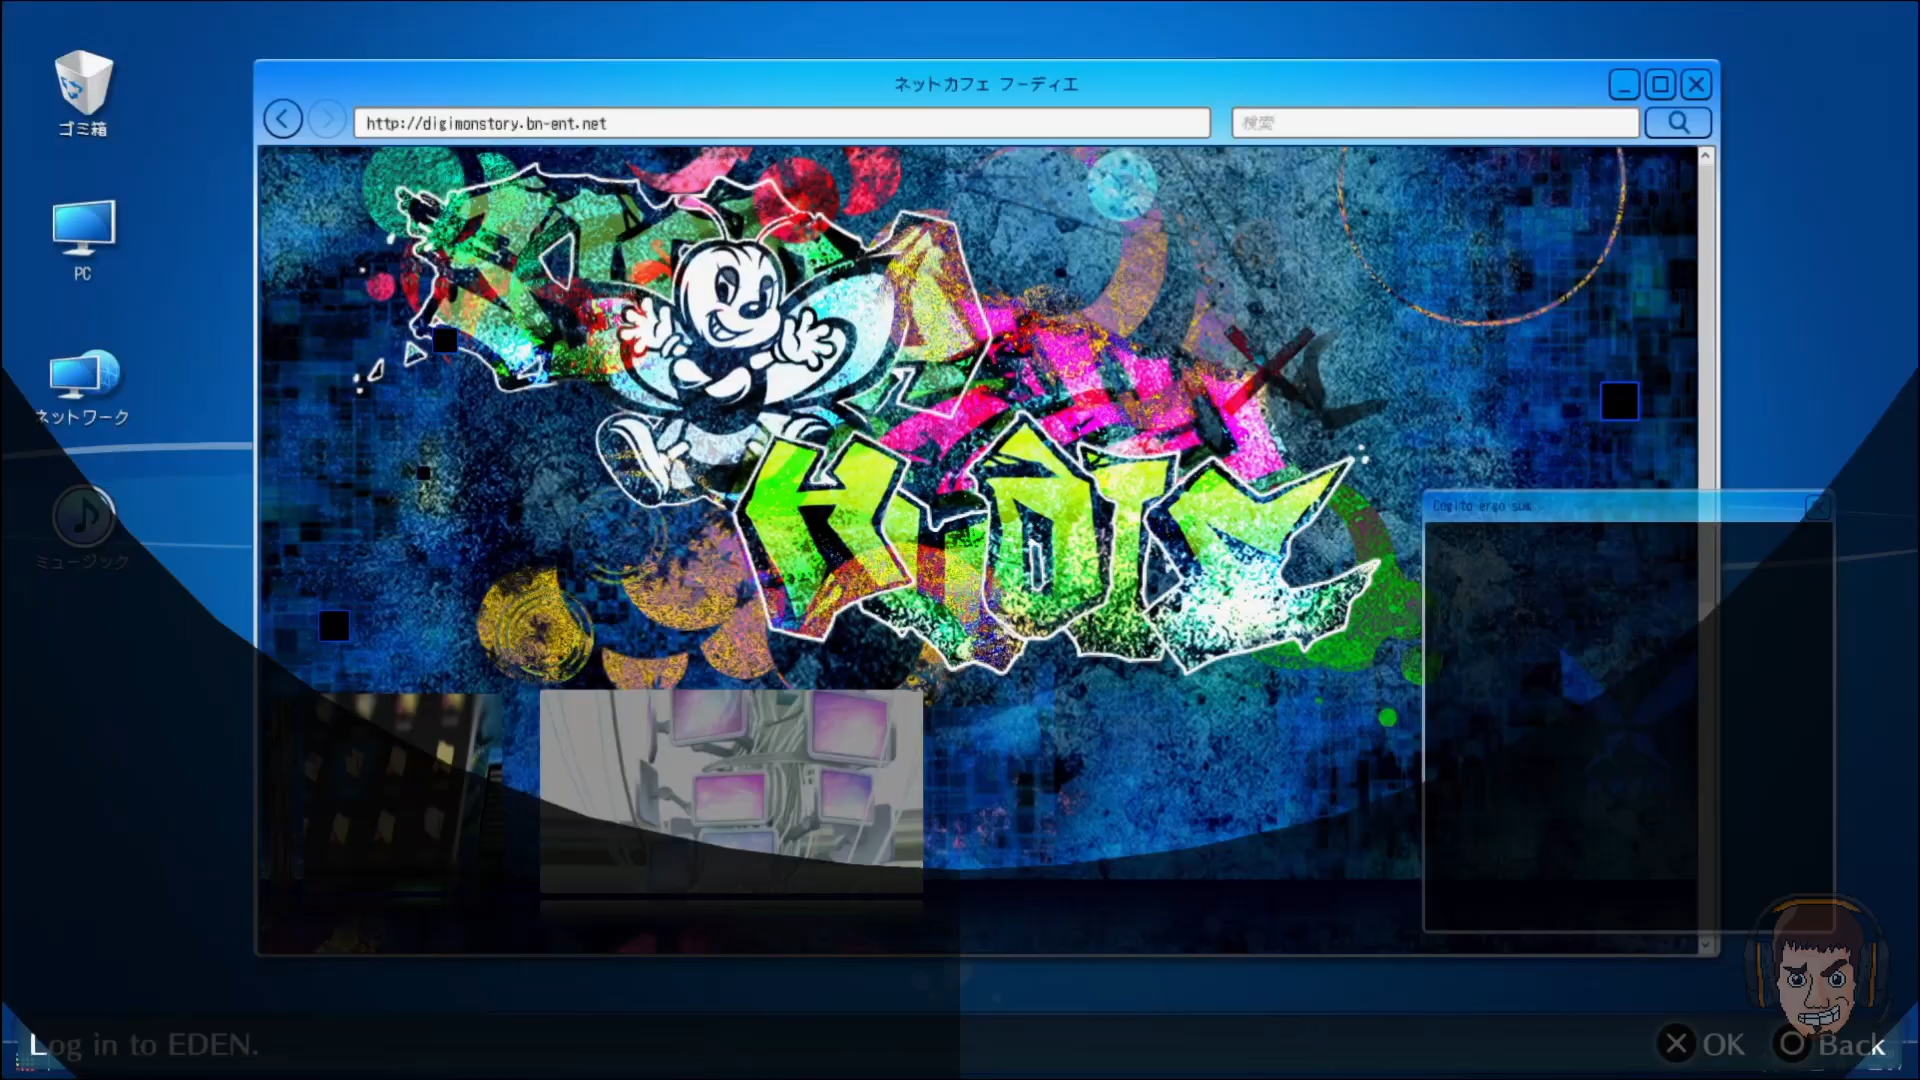 ネットカフェ フーディエ
http://digimonstory.bn-ent.net
検索
ゴミ箱
PC
ネットワーク
ミュージック
Cogito ergo sum
HuDiE
Log in to EDEN.
OK
Back